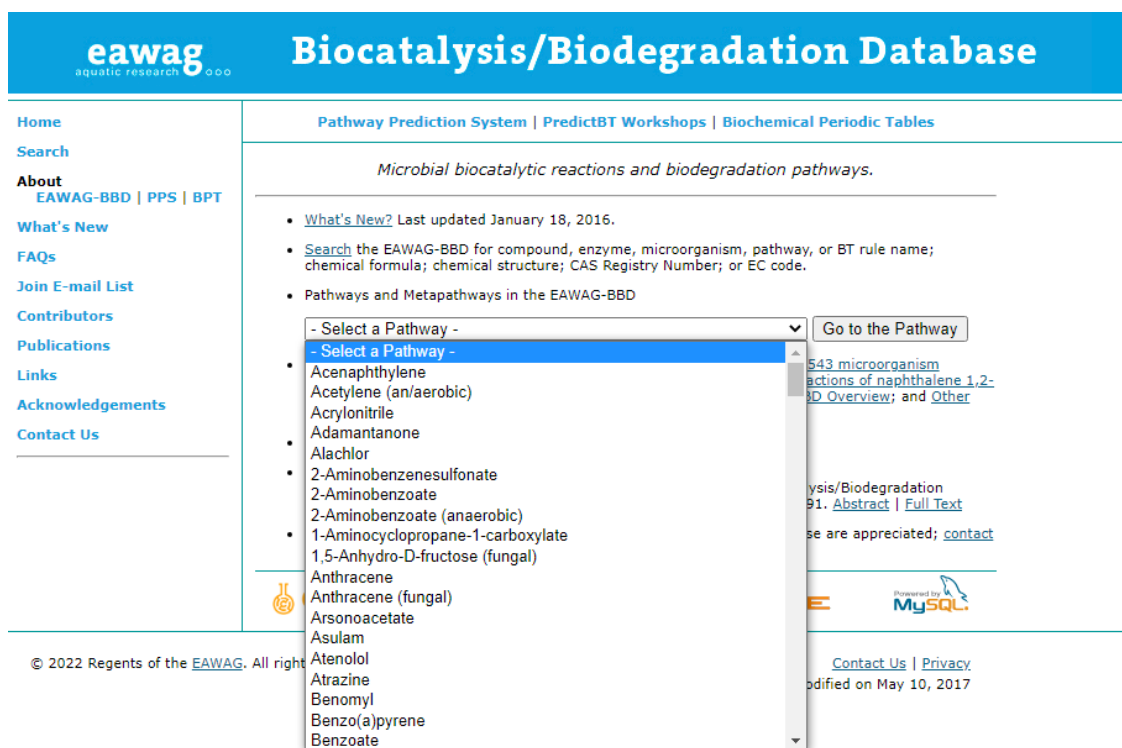 eawag
aquatic research
Biocatalysis/Biodegradation Database
Home
Search
About
EAWAG-BBD | PPS | BPT
What's New
FAQs
Join E-mail List
Contributors
Publications
Links
Acknowledgements
Contact Us
Pathway Prediction System | PredictBT Workshops | Biochemical Periodic Tables
Microbial biocatalytic reactions and biodegradation pathways.
What's New? Last updated January 18, 2016.
Search the EAWAG-BBD for compound, enzyme, microorganism, pathway, or BT rule name;
chemical formula; chemical structure; CAS Registry Number; or EC code.
Pathways and Metapathways in the EAWAG-BBD
- Select a Pathway -
Go to the Pathway
- Select a Pathway -
Acenaphthylene
Acetylene (an/aerobic)
Acrylonitrile
Adamantanone
Alachlor
2-Aminobenzenesulfonate
2-Aminobenzoate
2-Aminobenzoate (anaerobic)
1-Aminocyclopropane-1-carboxylate
1,5-Anhydro-D-fructose (fungal)
Anthracene
Anthracene (fungal)
Arsonoacetate
Asulam
Atenolol
Atrazine
Benomyl
Benzo(a)pyrene
Benzoate
543 microorganism
actions of naphthalene 1,2-
BD Overview; and Other
ysis/Biodegradation
91. Abstract | Full Text
se are appreciated; contact
Powered by
MySQL.
© 2022 Regents of the EAWAG. All right
Contact Us | Privacy
odified on May 10, 2017